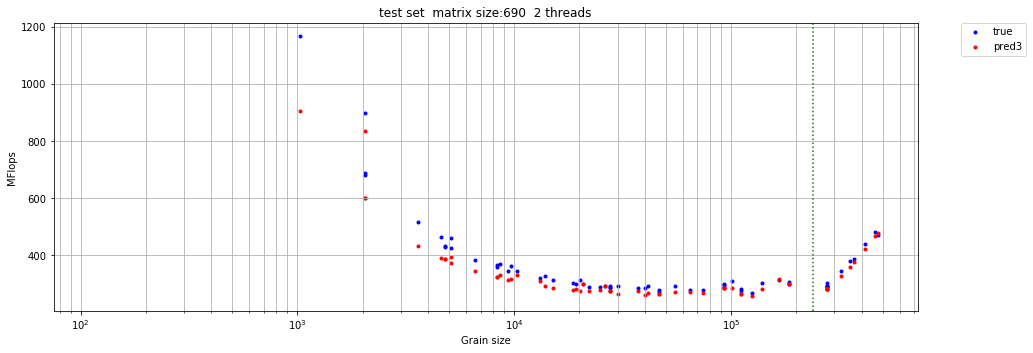 test set  matrix size:690  2 threads
true
pred3
1200
1000
800
600
400
MFlops
10²
10³
10⁴
10⁵
Grain size